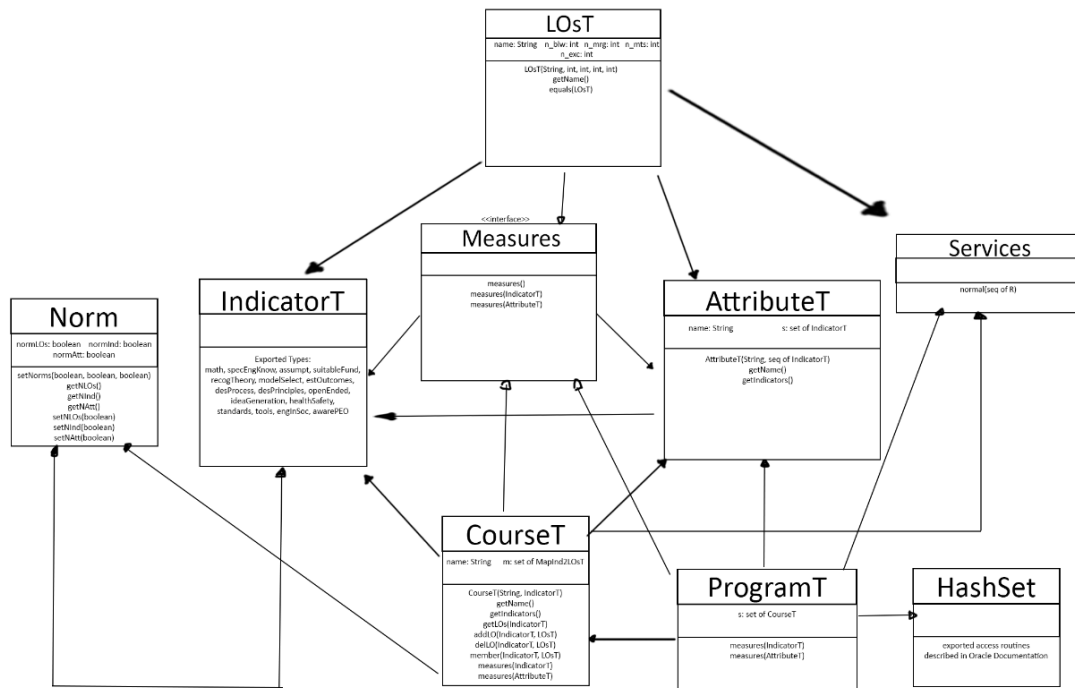 LOsT
name: String n_blw: int n_mrg: int n_mts: int
n_exc: int
LOsT(String, int, int, int, int)
getName()
equals(LOsT)
<<interface>>
Measures
measures()
measures(IndicatorT)
measures(AttributeT)
Services
normal(seq of R)
IndicatorT
Exported Types:
math, specEngKnow, assumpt, suitableFund,
recogTheory, modelSelect, estOutcomes,
desProcess, desPrinciples, openEnded,
ideaGeneration, healthSafety,
standards, tools, engInSoc, awarePEO
AttributeT
name: String s: set of IndicatorT
AttributeT(String, seq of IndicatorT)
getName()
getIndicators()
Norm
normLOs: boolean normInd: boolean
normAtt: boolean
setNorms(boolean, boolean, boolean)
getNLOs()
getNInd()
getNAtt()
setNLOs(boolean)
setNInd(boolean)
setNAtt(boolean)
CourseT
name: String m: set of MapInd2LOsT
CourseT(String, IndicatorT)
getName()
getIndicators()
getLOs(IndicatorT)
addLO(IndicatorT, LOsT)
delLO(IndicatorT, LOsT)
member(IndicatorT, LOsT)
measures(IndicatorT)
measures(AttributeT)
ProgramT
s: set of CourseT
measures(IndicatorT)
measures(AttributeT)
HashSet
exported access routines
described in Oracle Documentation